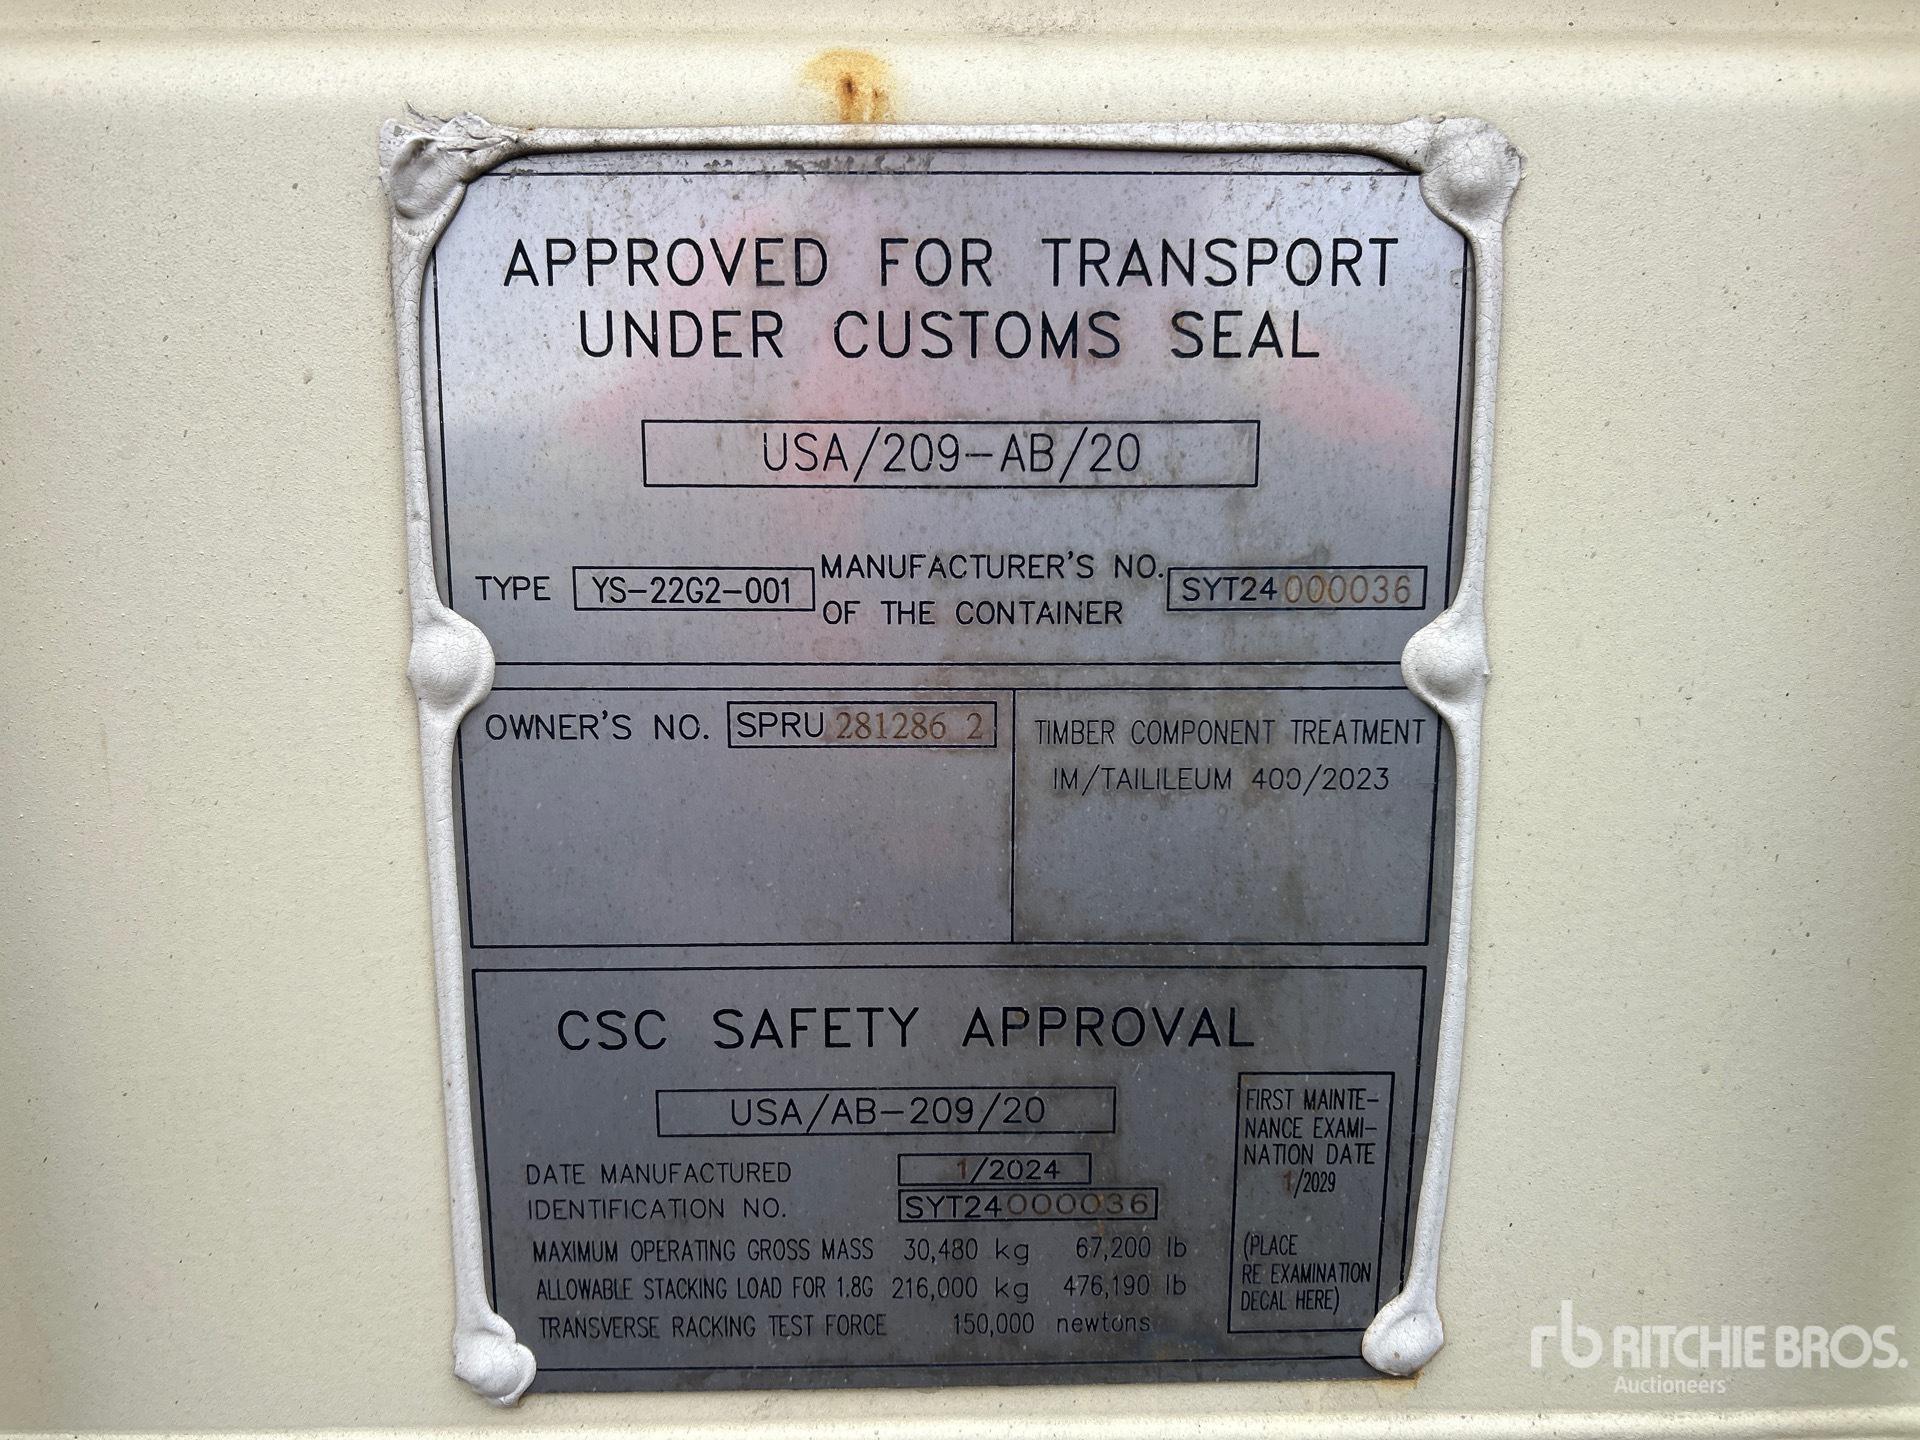 APPROVED FOR TRANSPORT
UNDER CUSTOMS SEAL
USA/209-AB/20
TYPE YS-22G2-001 MANUFACTURER'S NO. OF THE CONTAINER SYT24000036
OWNER'S NO. SPRU 281286 2
TIMBER COMPONENT TREATMENT
IM/TAILILEUM 400/2023
CSC SAFETY APPROVAL
USA/AB-209/20
DATE MANUFACTURED 1/2024
IDENTIFICATION NO. SYT24000036
MAXIMUM OPERATING GROSS MASS 30,480 kg 67,200 lb
ALLOWABLE STACKING LOAD FOR 1.8G 216,000 kg 476,190 lb
TRANSVERSE RACKING TEST FORCE 150,000 newtons
FIRST MAINTE-
NANCE EXAMI-
NATION DATE
1/2029
(PLACE
RE EXAMINATION
DECAL HERE)
rb RITCHIE BROS.
Auctioneers